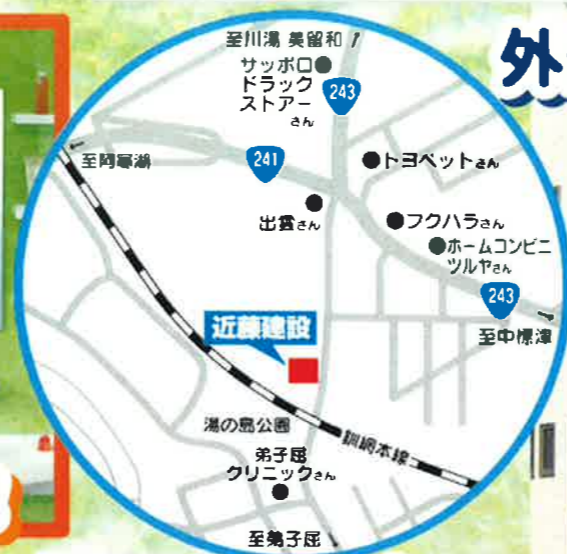 外
至川湯 美留和
サッポロ
ドラック
ストアー
さん
243
至阿寒湖
241
トヨペットさん
出雲さん
フクハラさん
ホームコンビニ
ツルヤさん
243
至中標津
近藤建設
湯の島公園
釧網本線
弟子屈
クリニックさん
至弟子屈